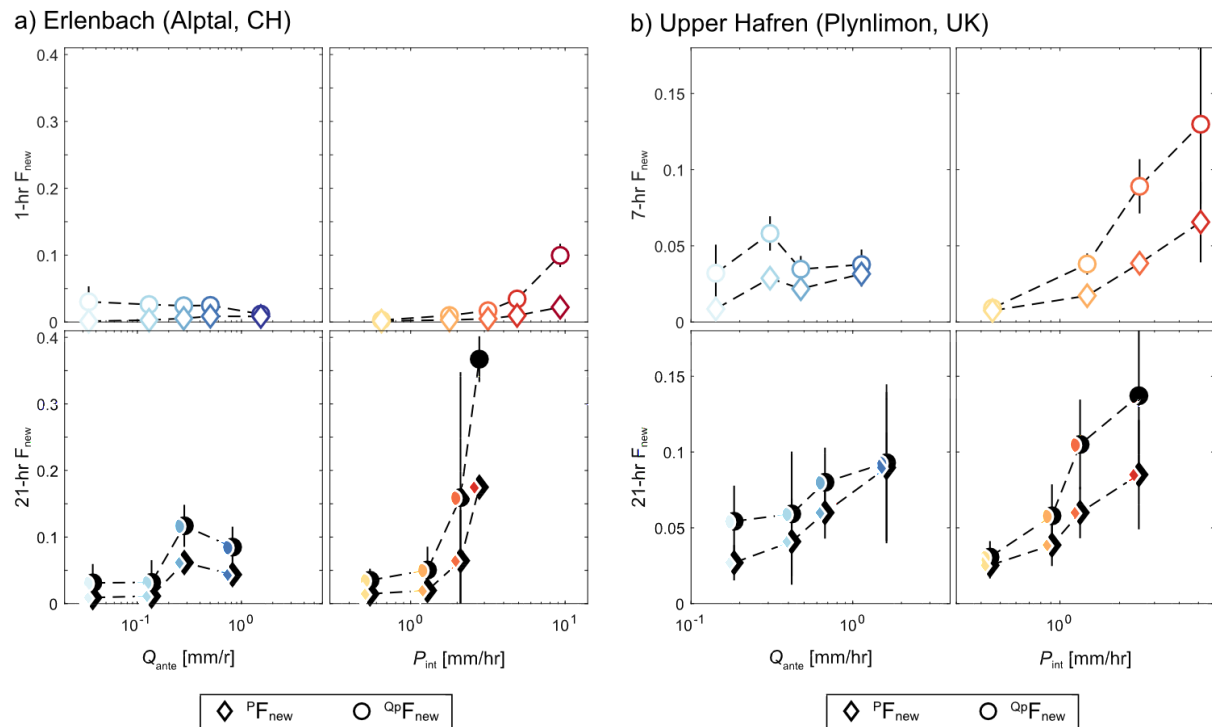 a) Erlenbach (Alptal, CH)
b) Upper Hafren (Plynlimon, UK)
0.4
0.3
0.2
0.1
0
1-hr Fnew
0.15
0.1
0.05
0
7-hr Fnew
0.4
0.3
0.2
0.1
0
21-hr Fnew
0.15
0.1
0.05
0
21-hr Fnew
10-1 100 100 101
10-1 100 100
Qante [mm/r]
Pint [mm/hr]
Qante [mm/hr]
Pint [mm/hr]
PFnew QpFnew
PFnew QpFnew